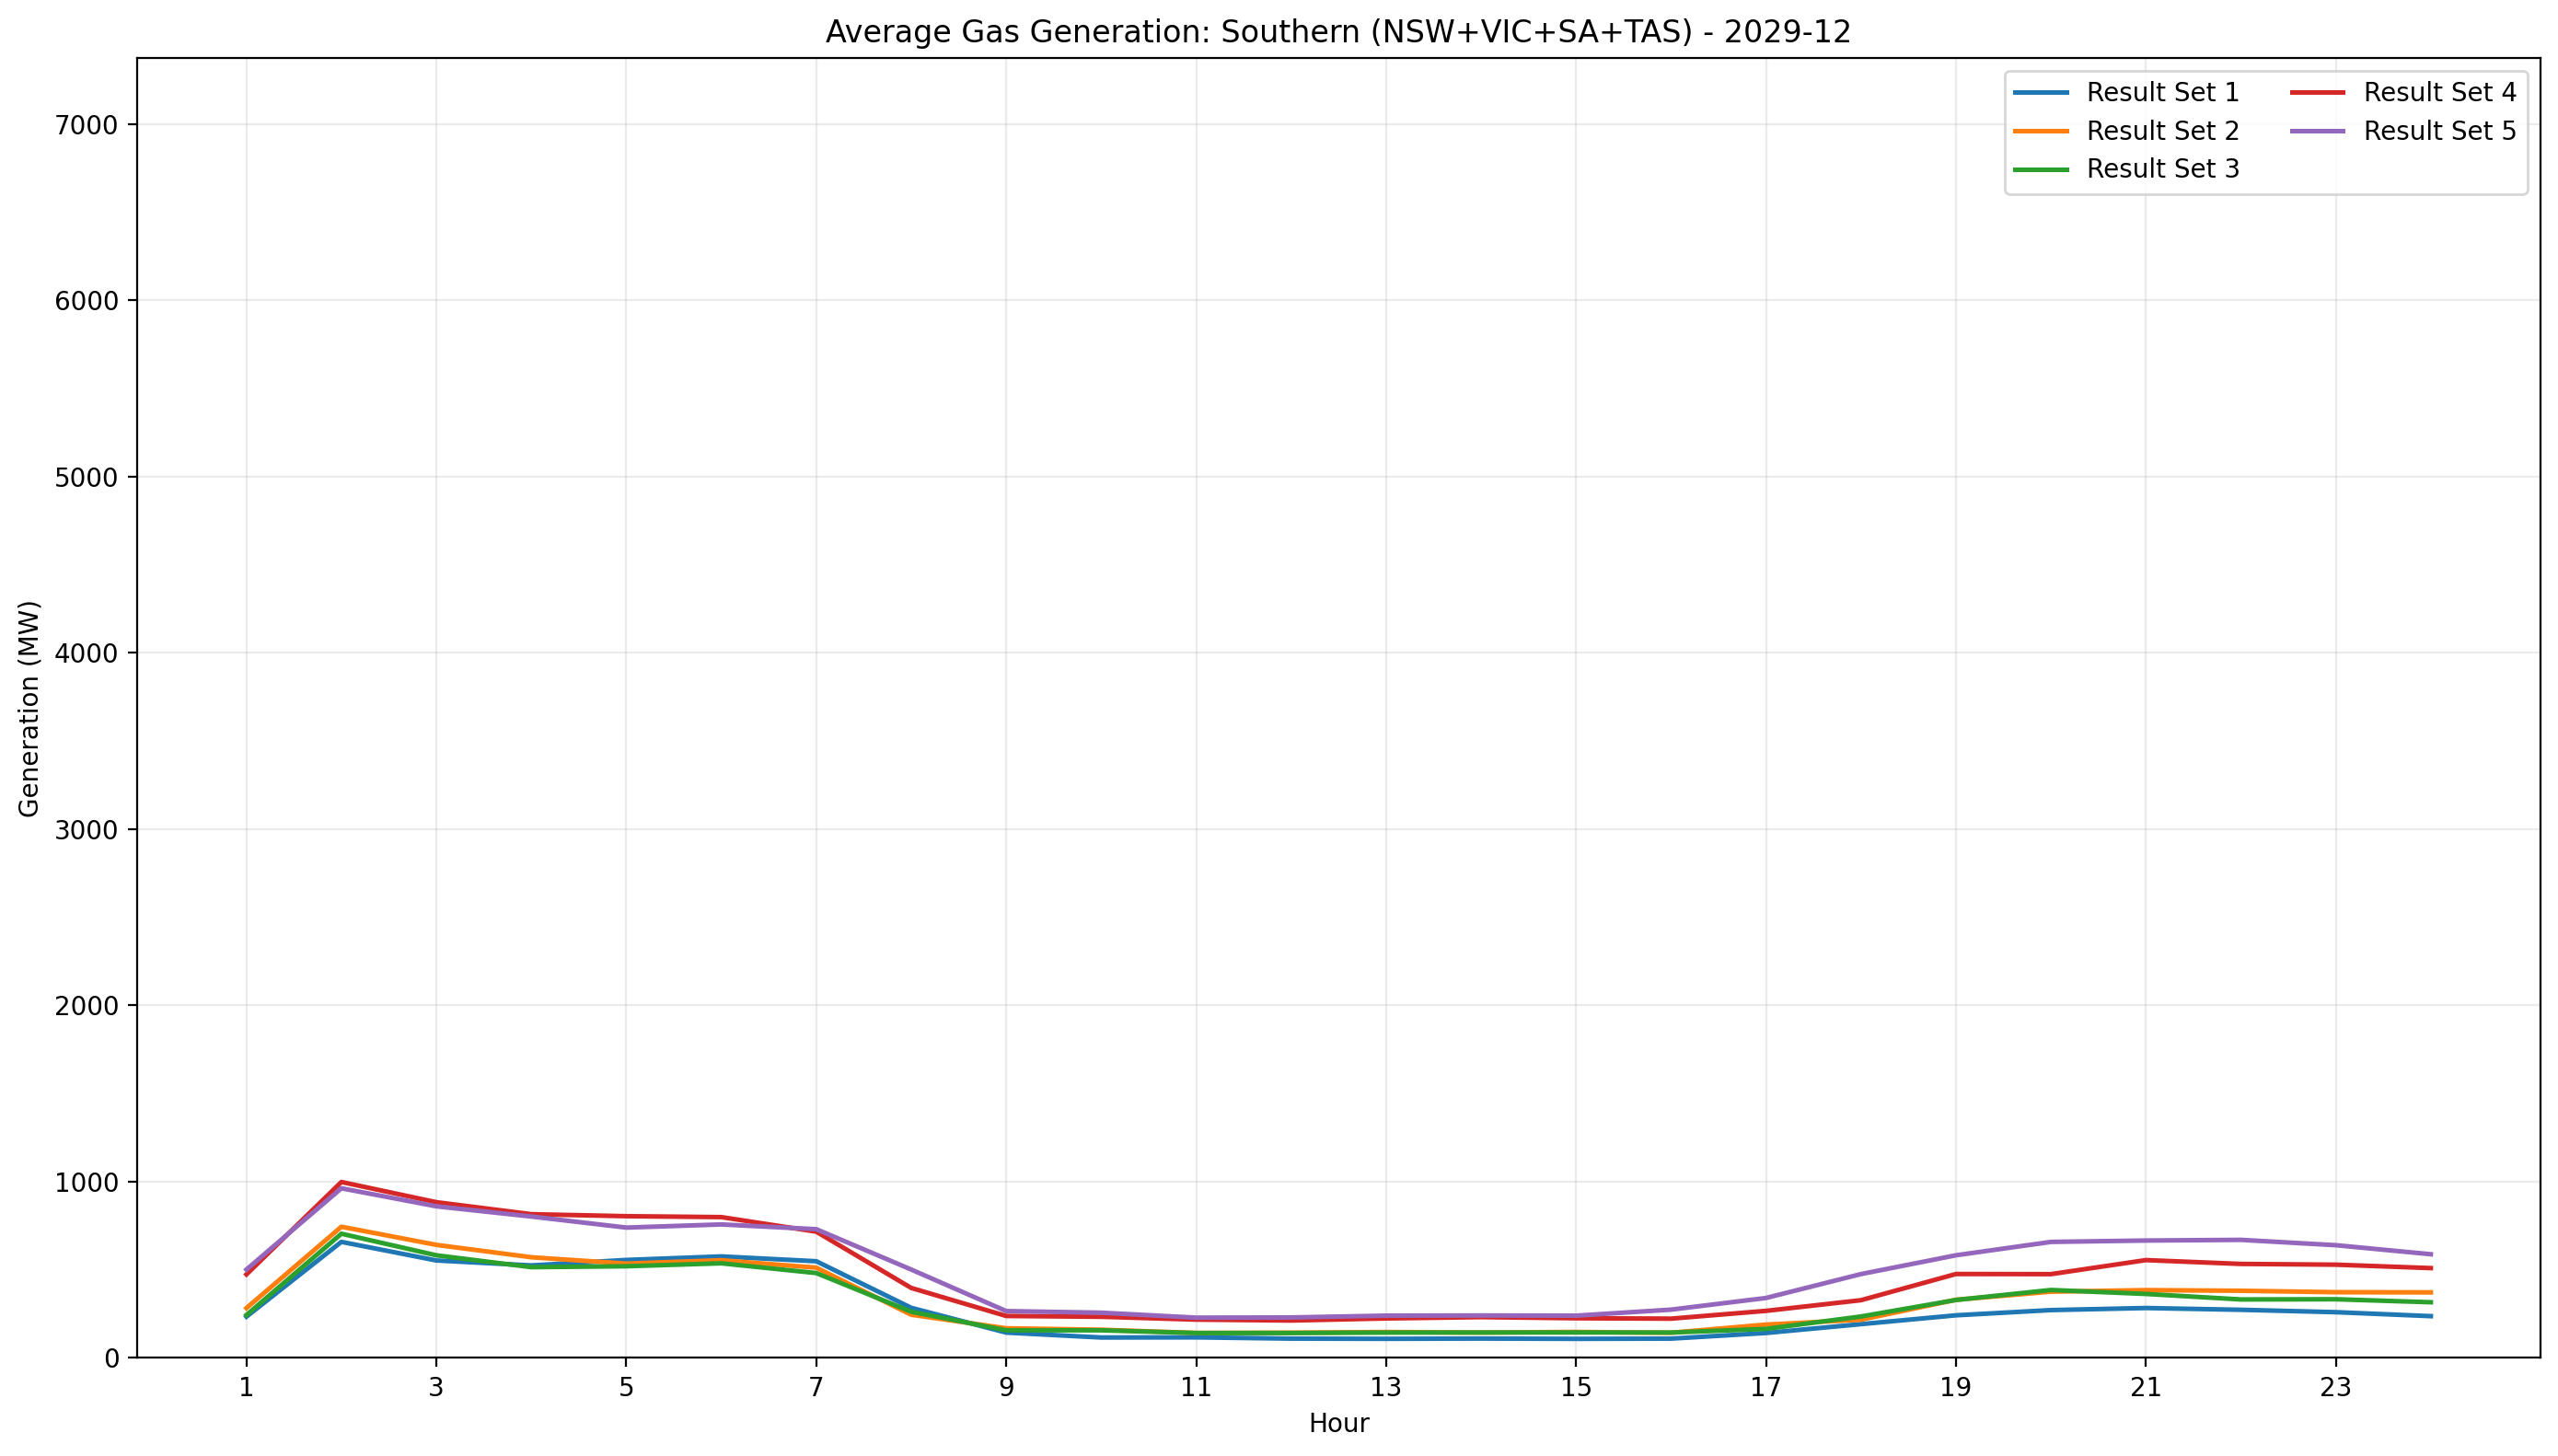 Average Gas Generation: Southern (NSW+VIC+SA+TAS) - 2029-12
Result Set 1
Result Set 2
Result Set 3
Result Set 4
Result Set 5
7000
6000
5000
4000
3000
2000
1000
0
Generation (MW)
1 3 5 7 9 11 13 15 17 19 21 23
Hour